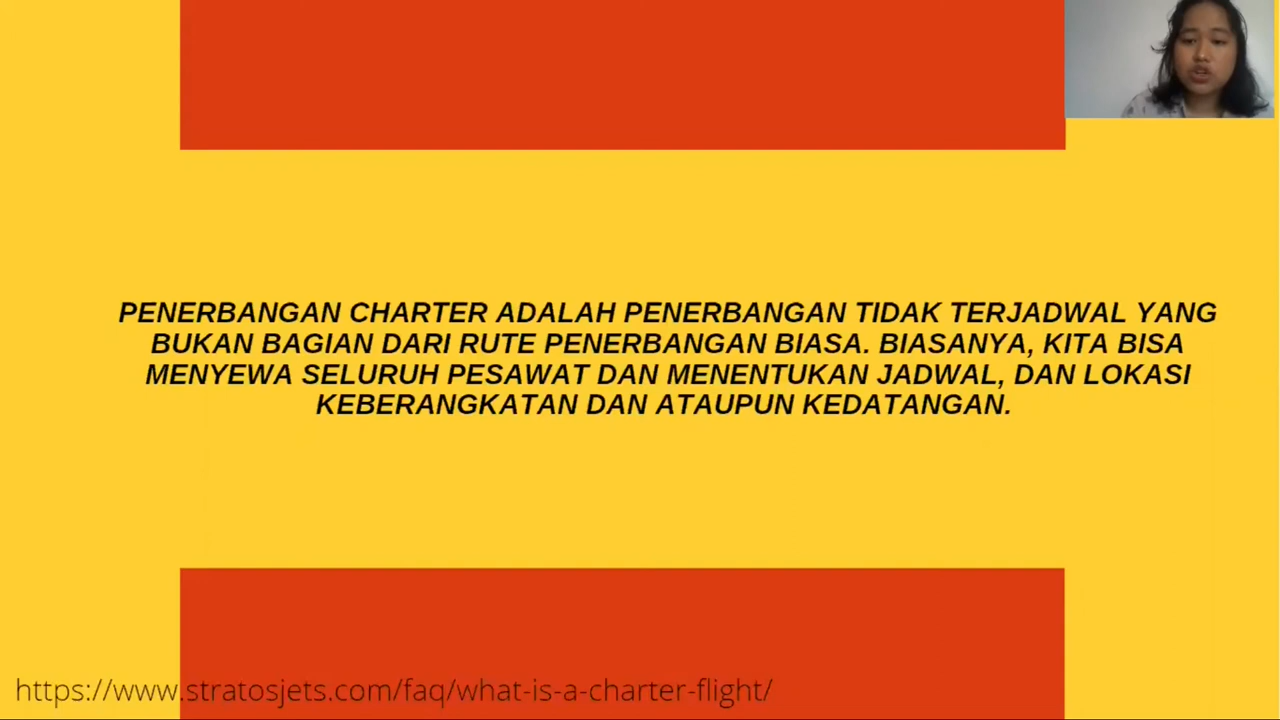 PENERBANGAN CHARTER ADALAH PENERBANGAN TIDAK TERJADWAL YANG
BUKAN BAGIAN DARI RUTE PENERBANGAN BIASA. BIASANYA, KITA BISA
MENYEWA SELURUH PESAWAT DAN MENENTUKAN JADWAL, DAN LOKASI
KEBERANGKATAN DAN ATAUPUN KEDATANGAN.
https://www.stratosjets.com/faq/what-is-a-charter-flight/